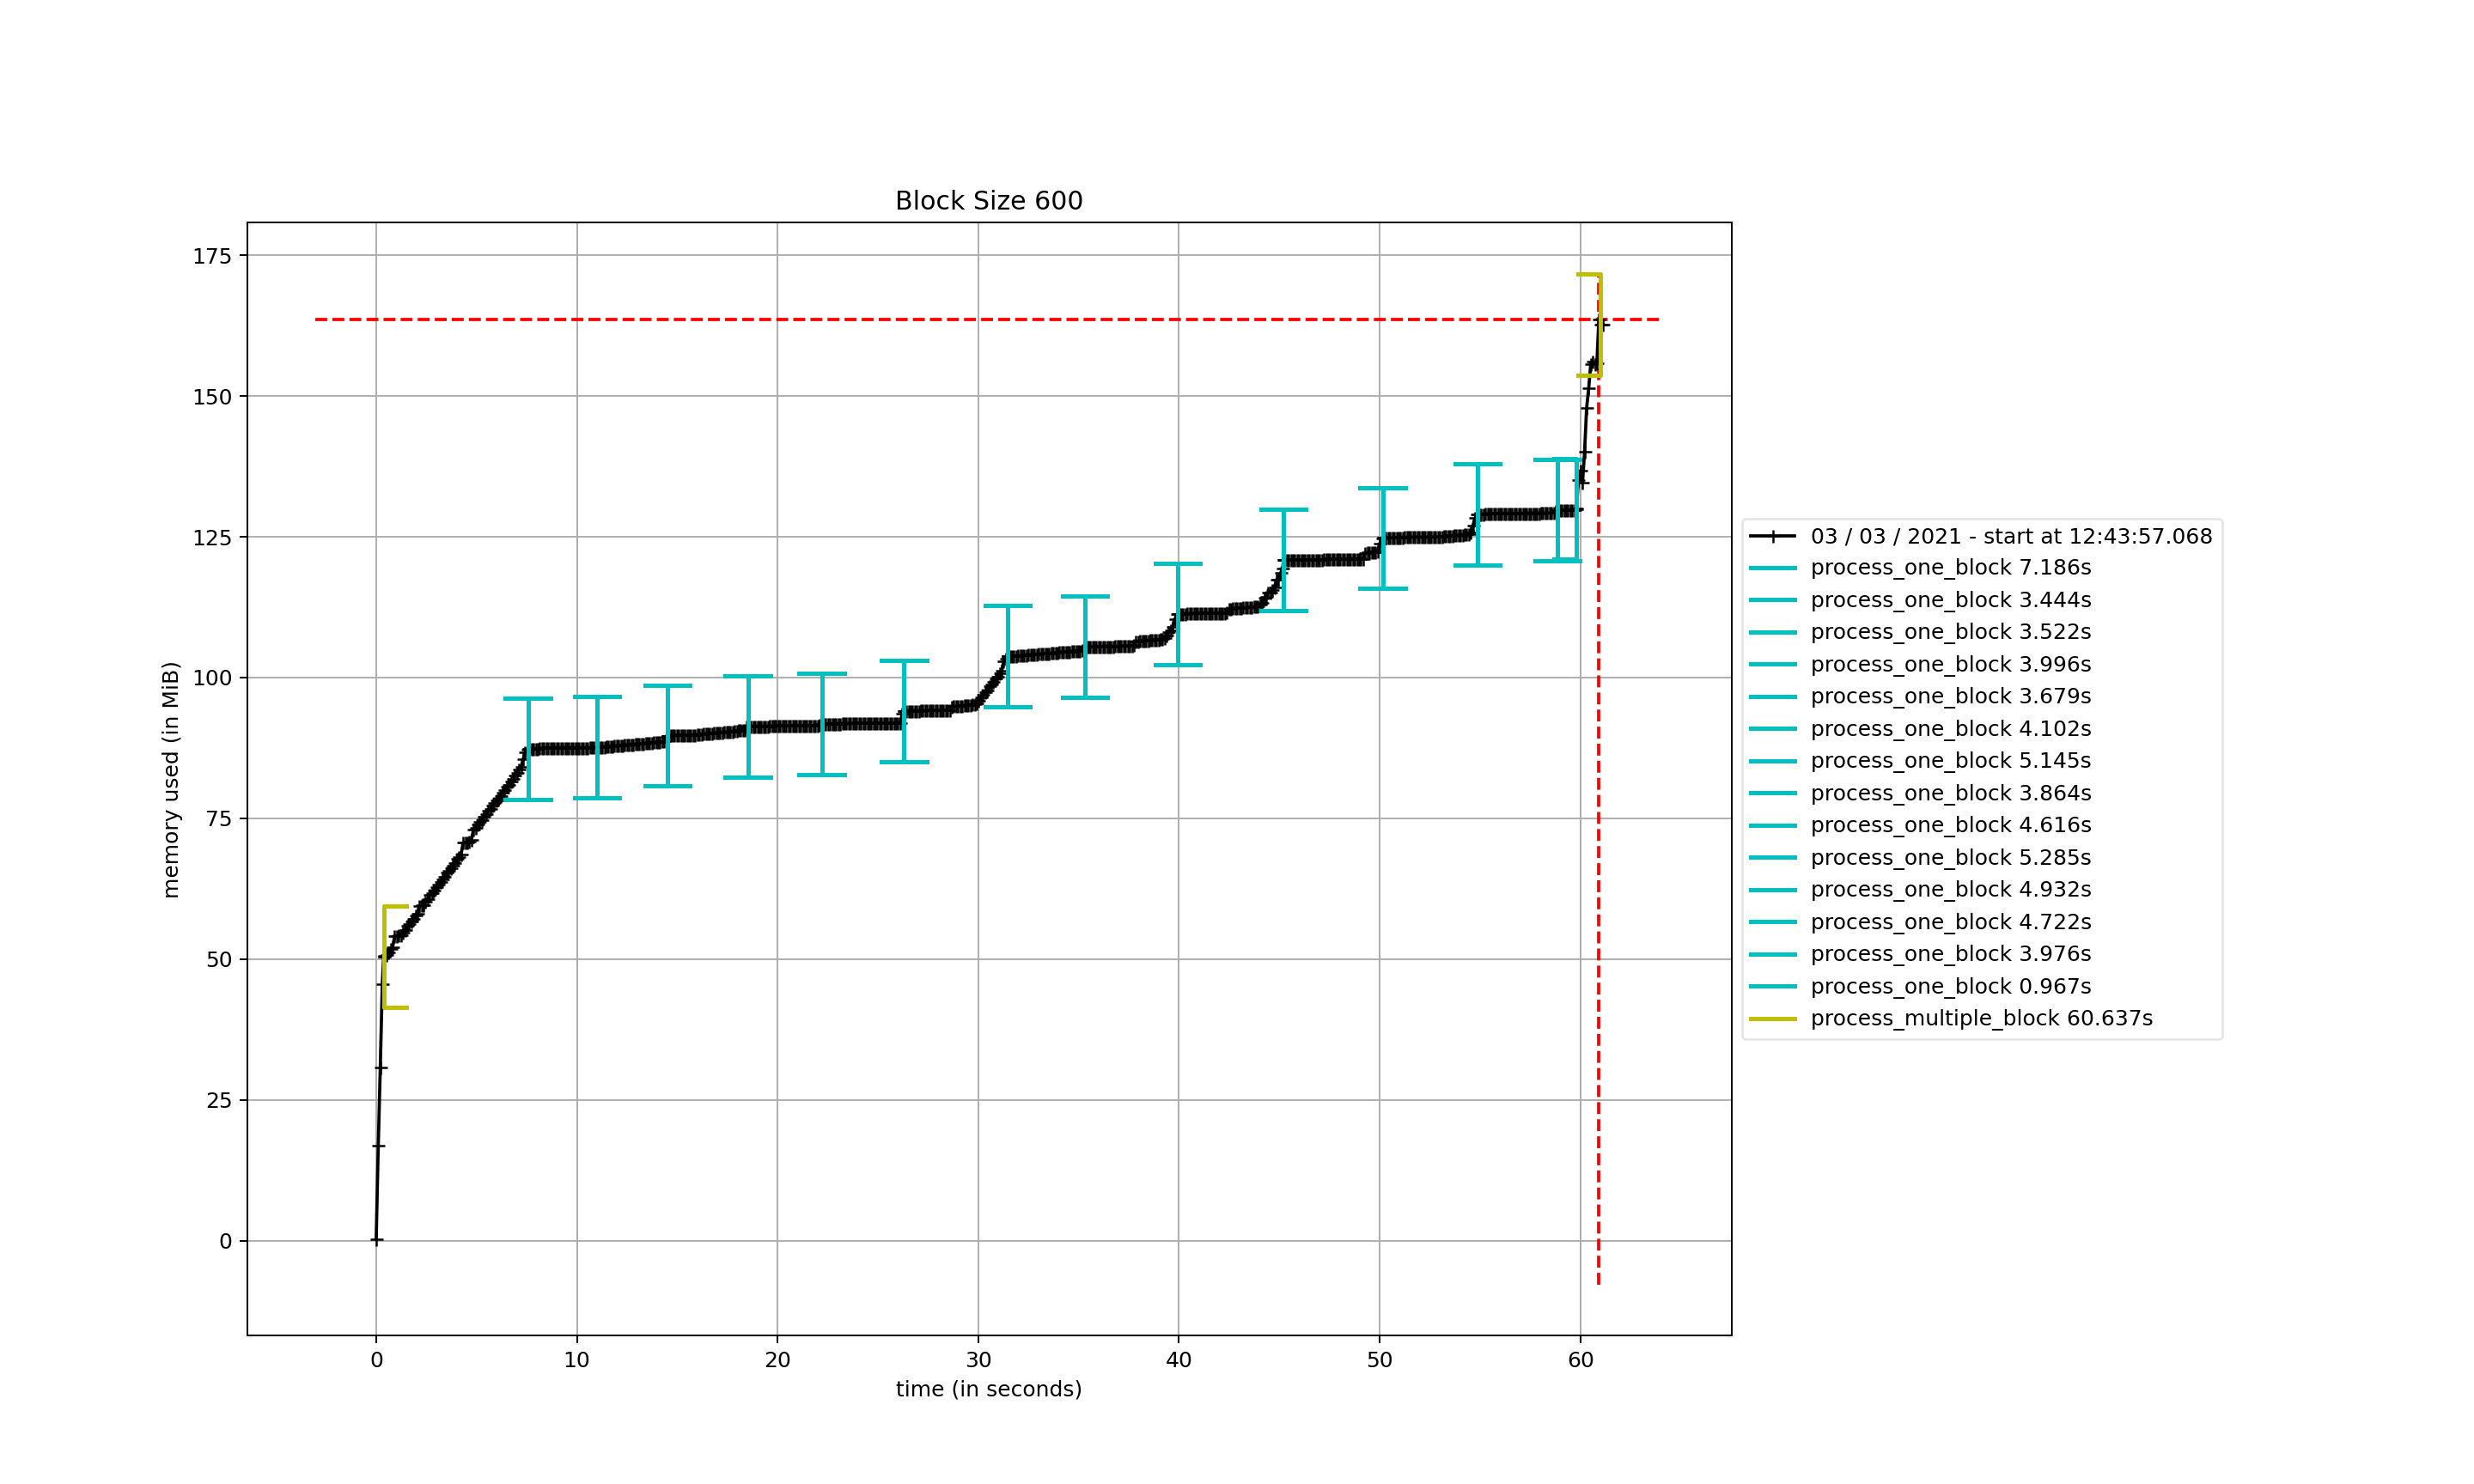 Block Size 600
175
150
125
100
75
50
25
0
memory used (in MiB)
0 10 20 30 40 50 60
time (in seconds)
03 / 03 / 2021 - start at 12:43:57.068
process_one_block 7.186s
process_one_block 3.444s
process_one_block 3.522s
process_one_block 3.996s
process_one_block 3.679s
process_one_block 4.102s
process_one_block 5.145s
process_one_block 3.864s
process_one_block 4.616s
process_one_block 5.285s
process_one_block 4.932s
process_one_block 4.722s
process_one_block 3.976s
process_one_block 0.967s
process_multiple_block 60.637s